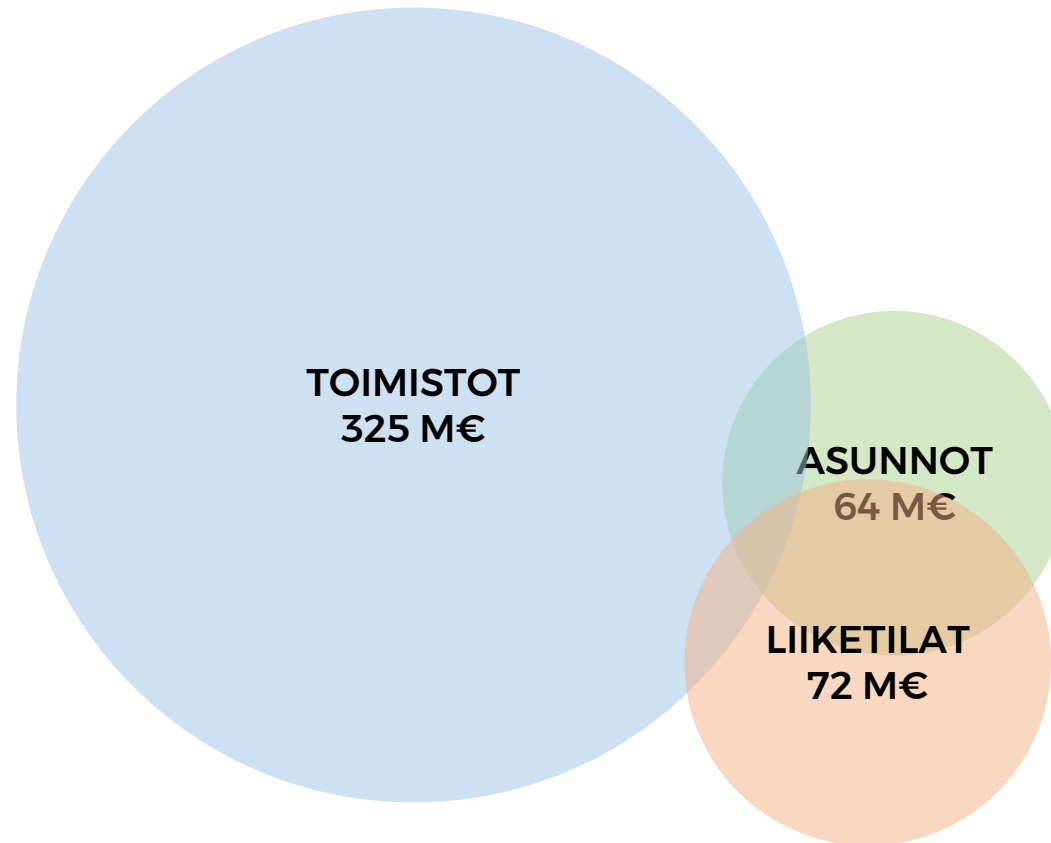 TOIMISTOT
325 M€
ASUNNOT
64 M€
LIIKETILAT
72 M€